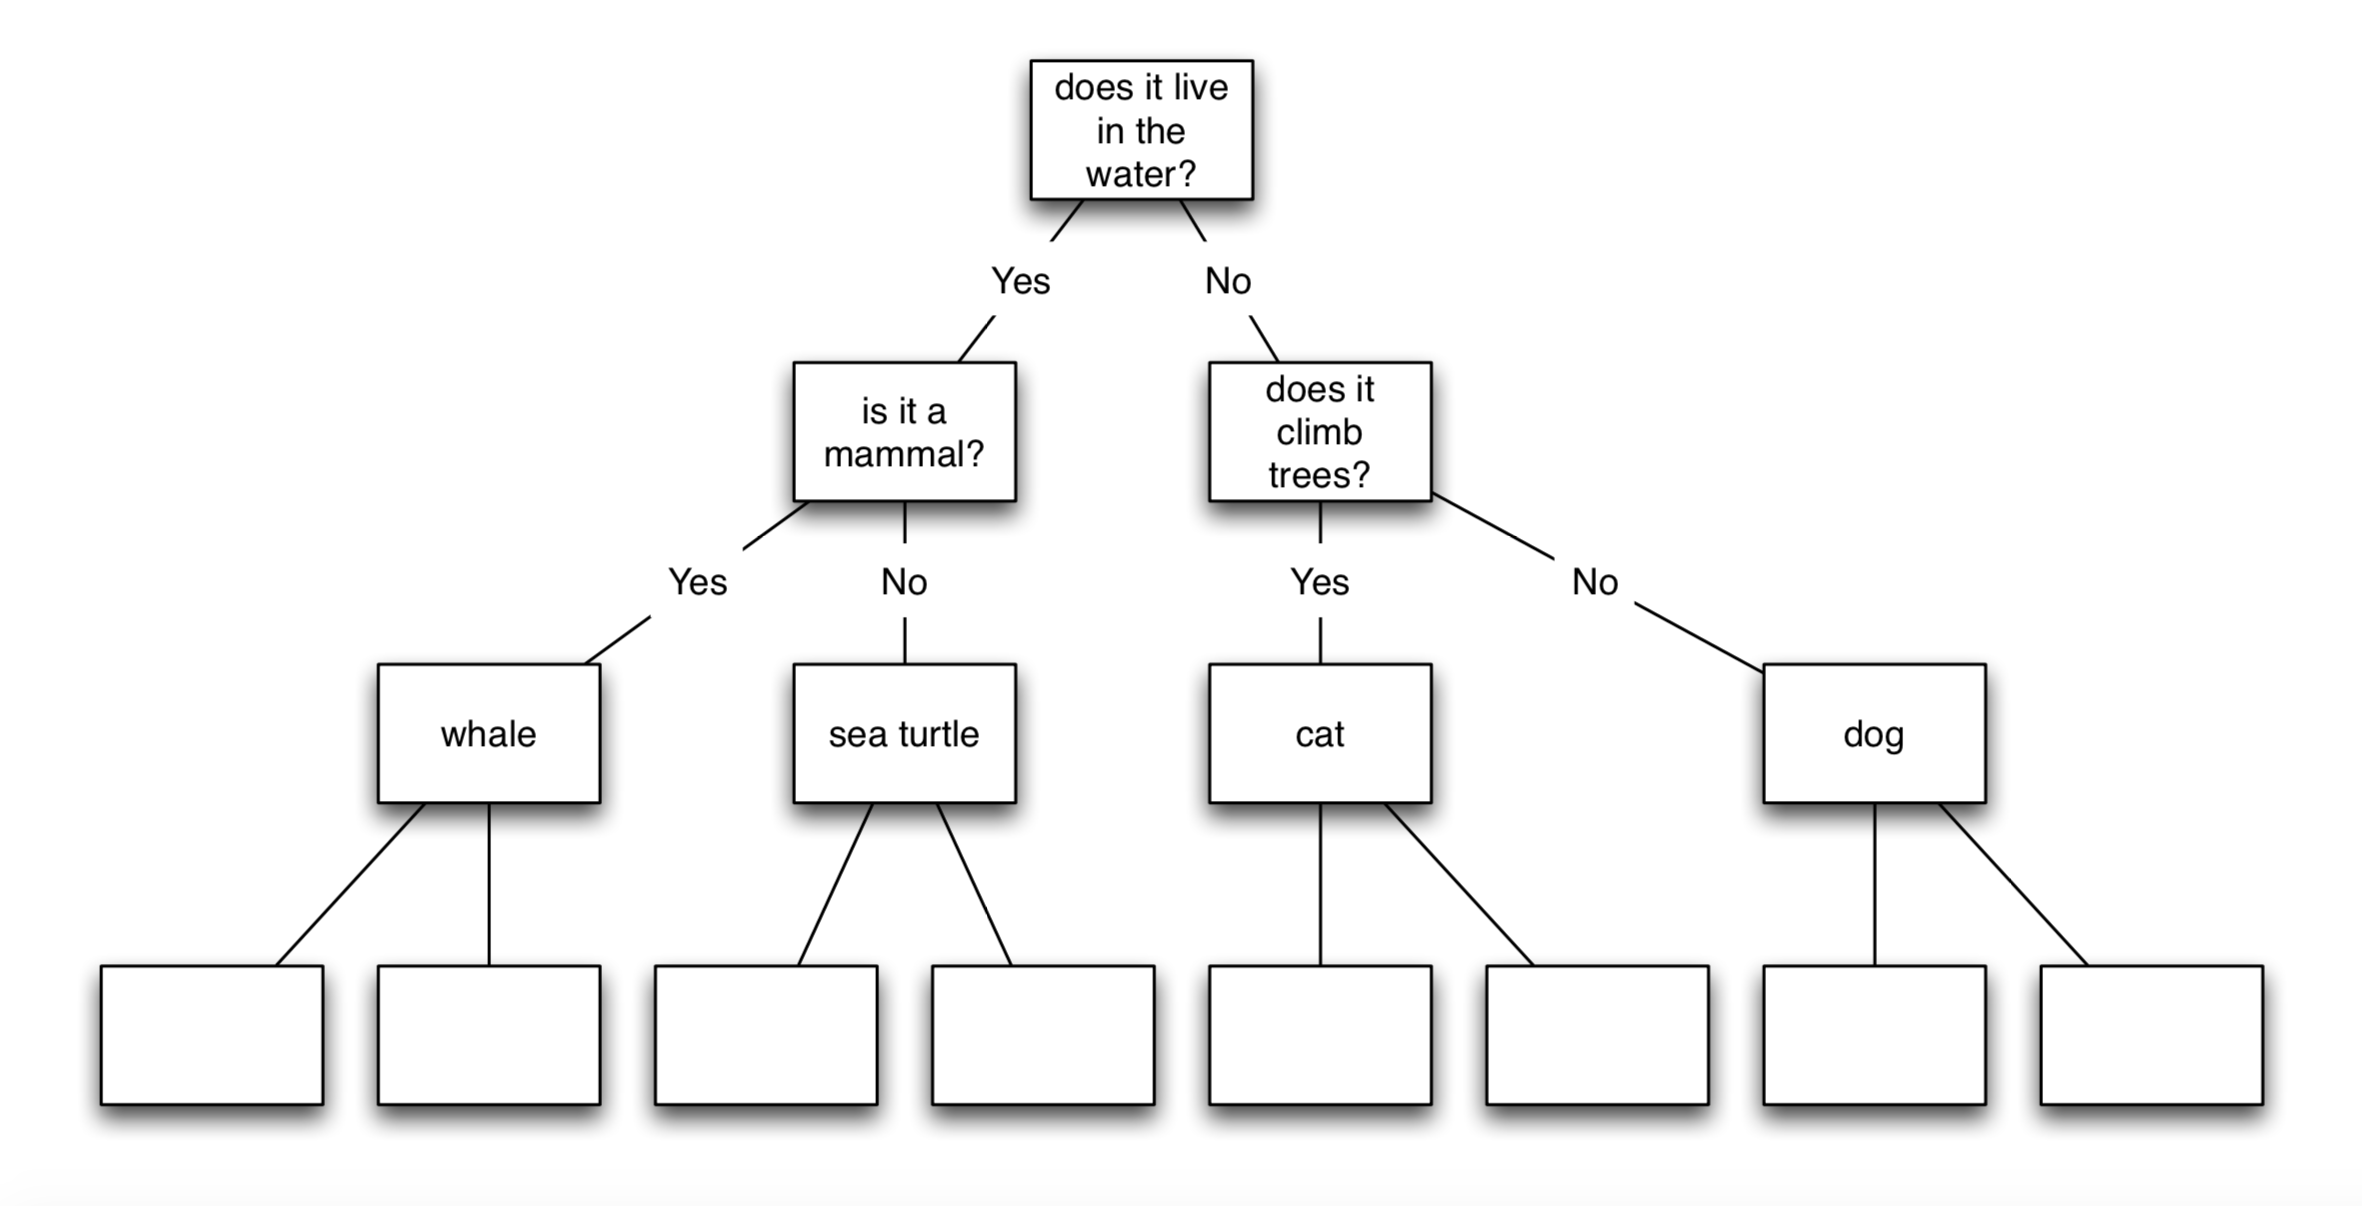 does it live
in the
water?
Yes
No
is it a
mammal?
does it
climb
trees?
Yes
No
Yes
No
whale
sea turtle
cat
dog